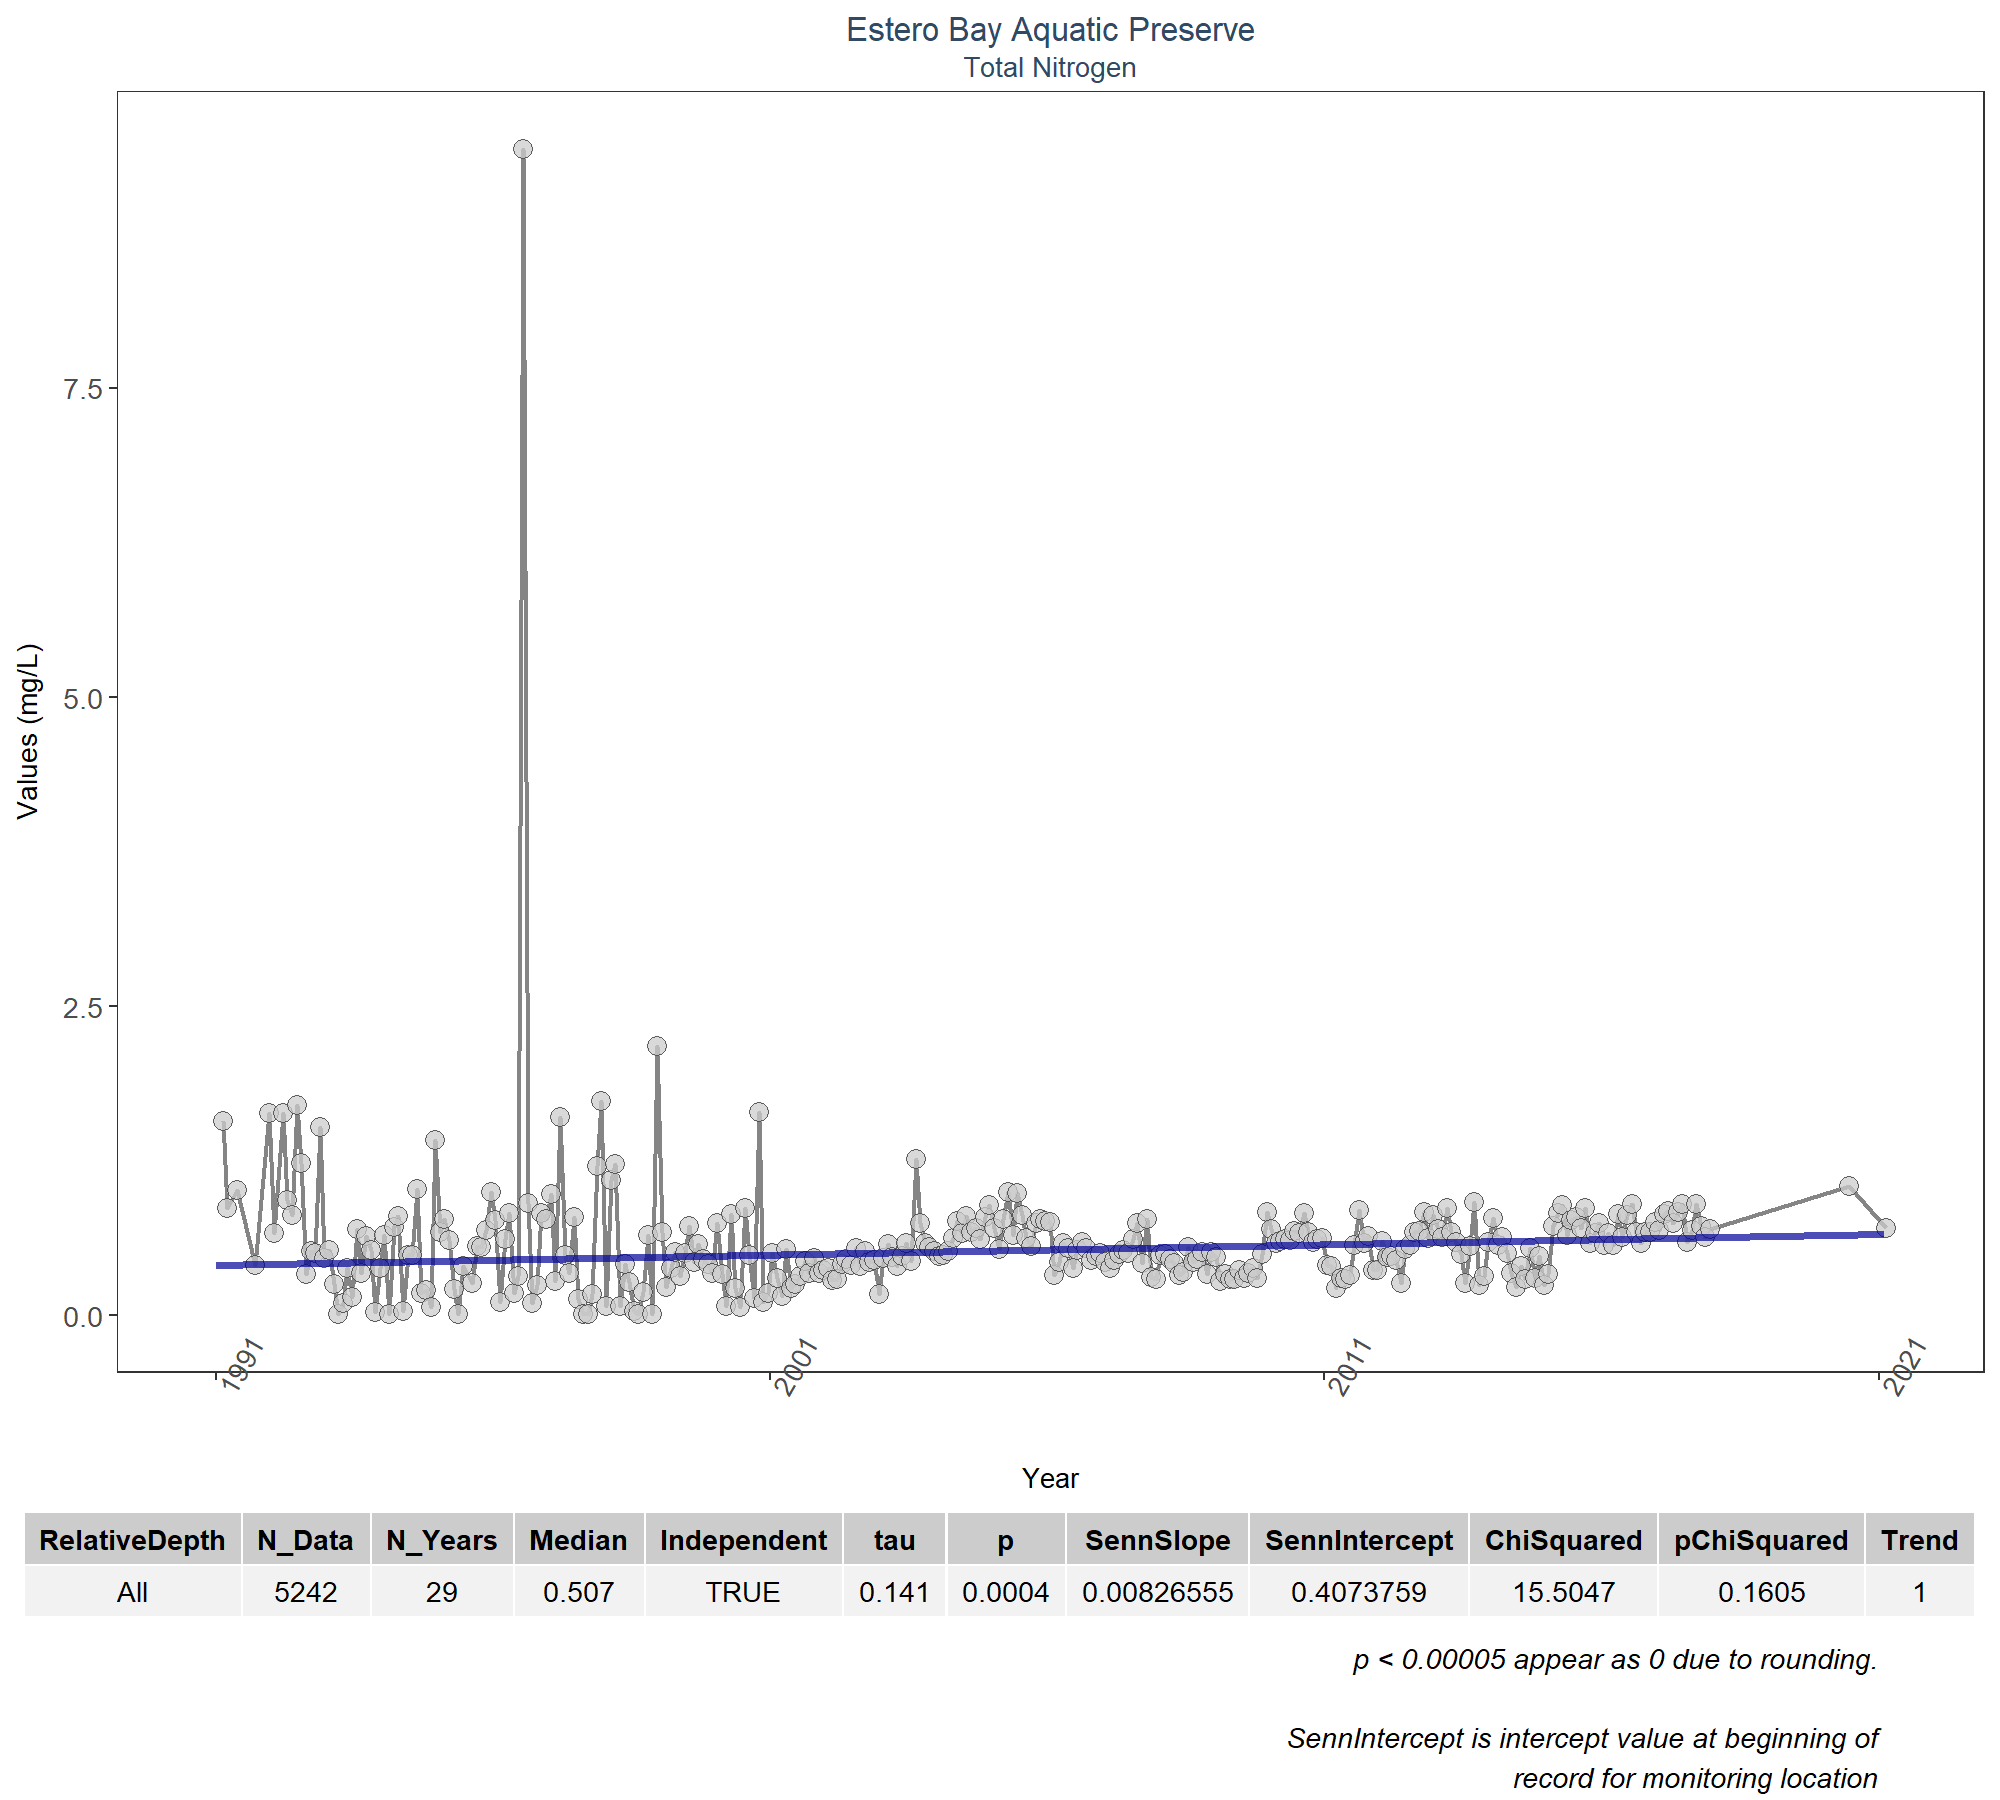 Estero Bay Aquatic Preserve
Total Nitrogen
Values (mg/L)
7.5
5.0
2.5
0.0
1991 2001 2011 2021
Year
RelativeDepth N_Data N_Years Median Independent tau p SennSlope SennIntercept ChiSquared pChiSquared Trend
All 5242 29 0.507 TRUE 0.141 0.0004 0.00826555 0.4073759 15.5047 0.1605 1
p < 0.00005 appear as 0 due to rounding.
SennIntercept is intercept value at beginning of
record for monitoring location